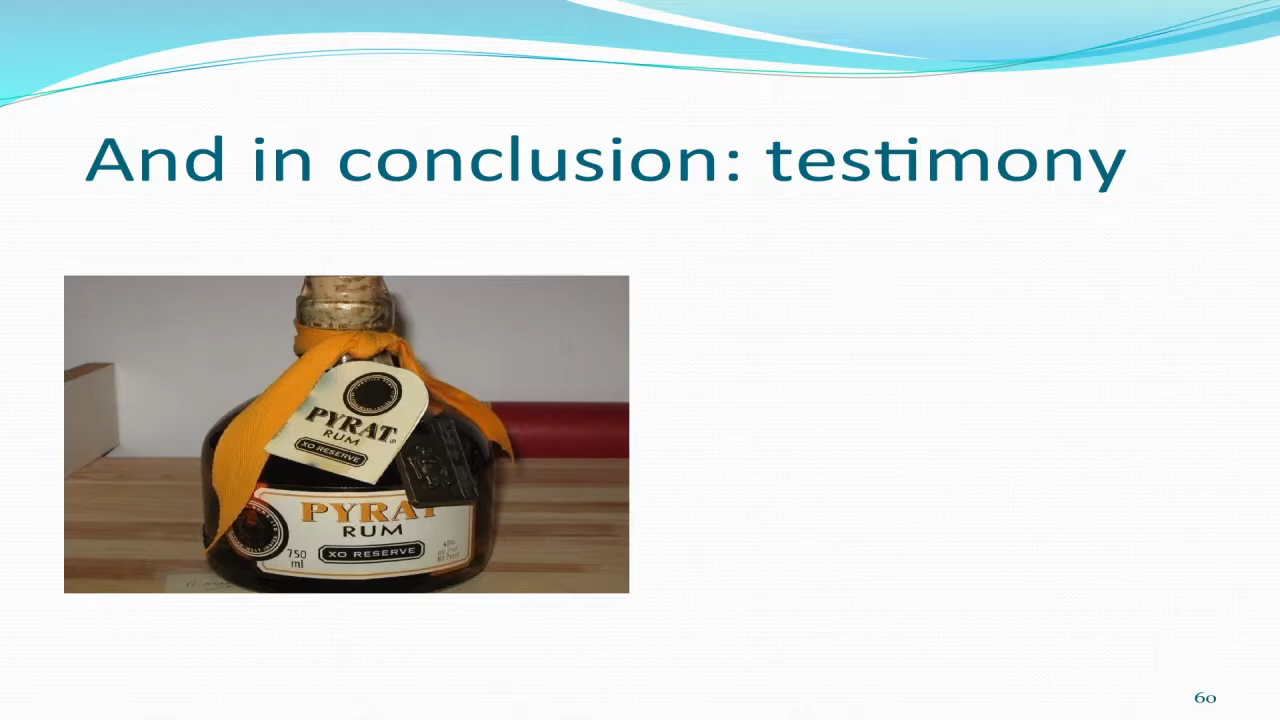 And in conclusion: testimony
PYRAT
RUM
XO RESERVE
PYRAT
RUM
XO RESERVE
750
ml
40%
60